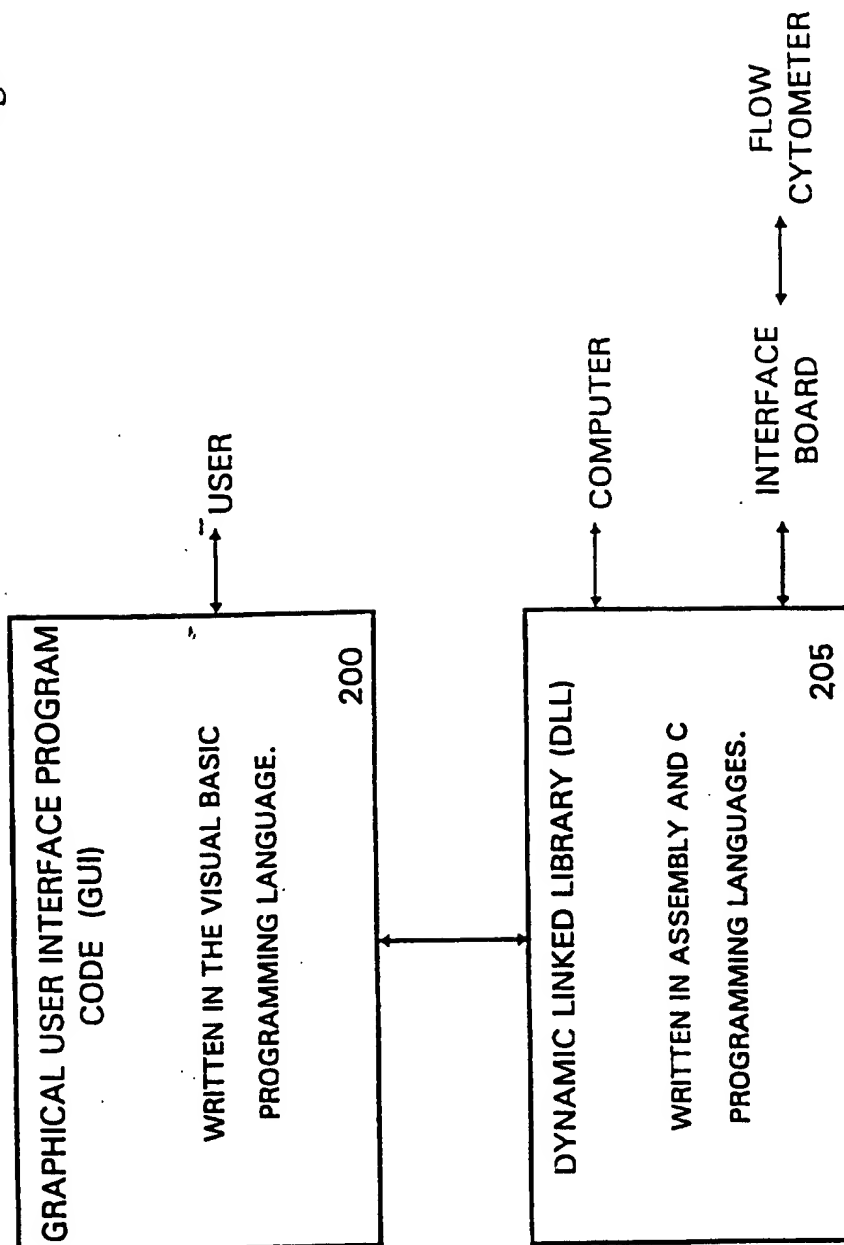 GRAPHICAL USER INTERFACE PROGRAM
CODE (GUI)
WRITTEN IN THE VISUAL BASIC
PROGRAMMING LANGUAGE.
200
USER
DYNAMIC LINKED LIBRARY (DLL)
WRITTEN IN ASSEMBLY AND C
PROGRAMMING LANGUAGES.
205
COMPUTER
INTERFACE
BOARD
FLOW
CYTOMETER